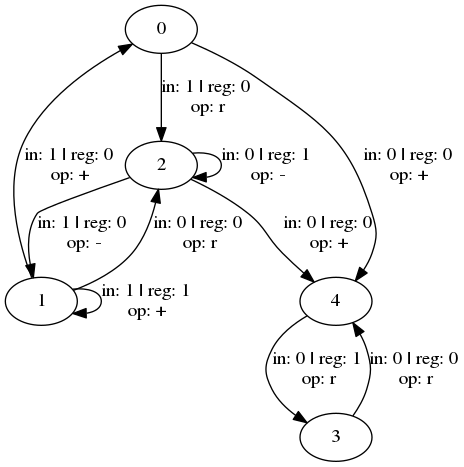 0
in: 1 | reg: 0
op: r
in: 1 | reg: 0
op: +
2
in: 0 | reg: 1
op: -
in: 0 | reg: 0
op: +
in: 1 | reg: 0
op: -
in: 0 | reg: 0
op: r
in: 0 | reg: 0
op: +
1
in: 1 | reg: 1
op: +
4
in: 0 | reg: 1
op: r
in: 0 | reg: 0
op: r
3